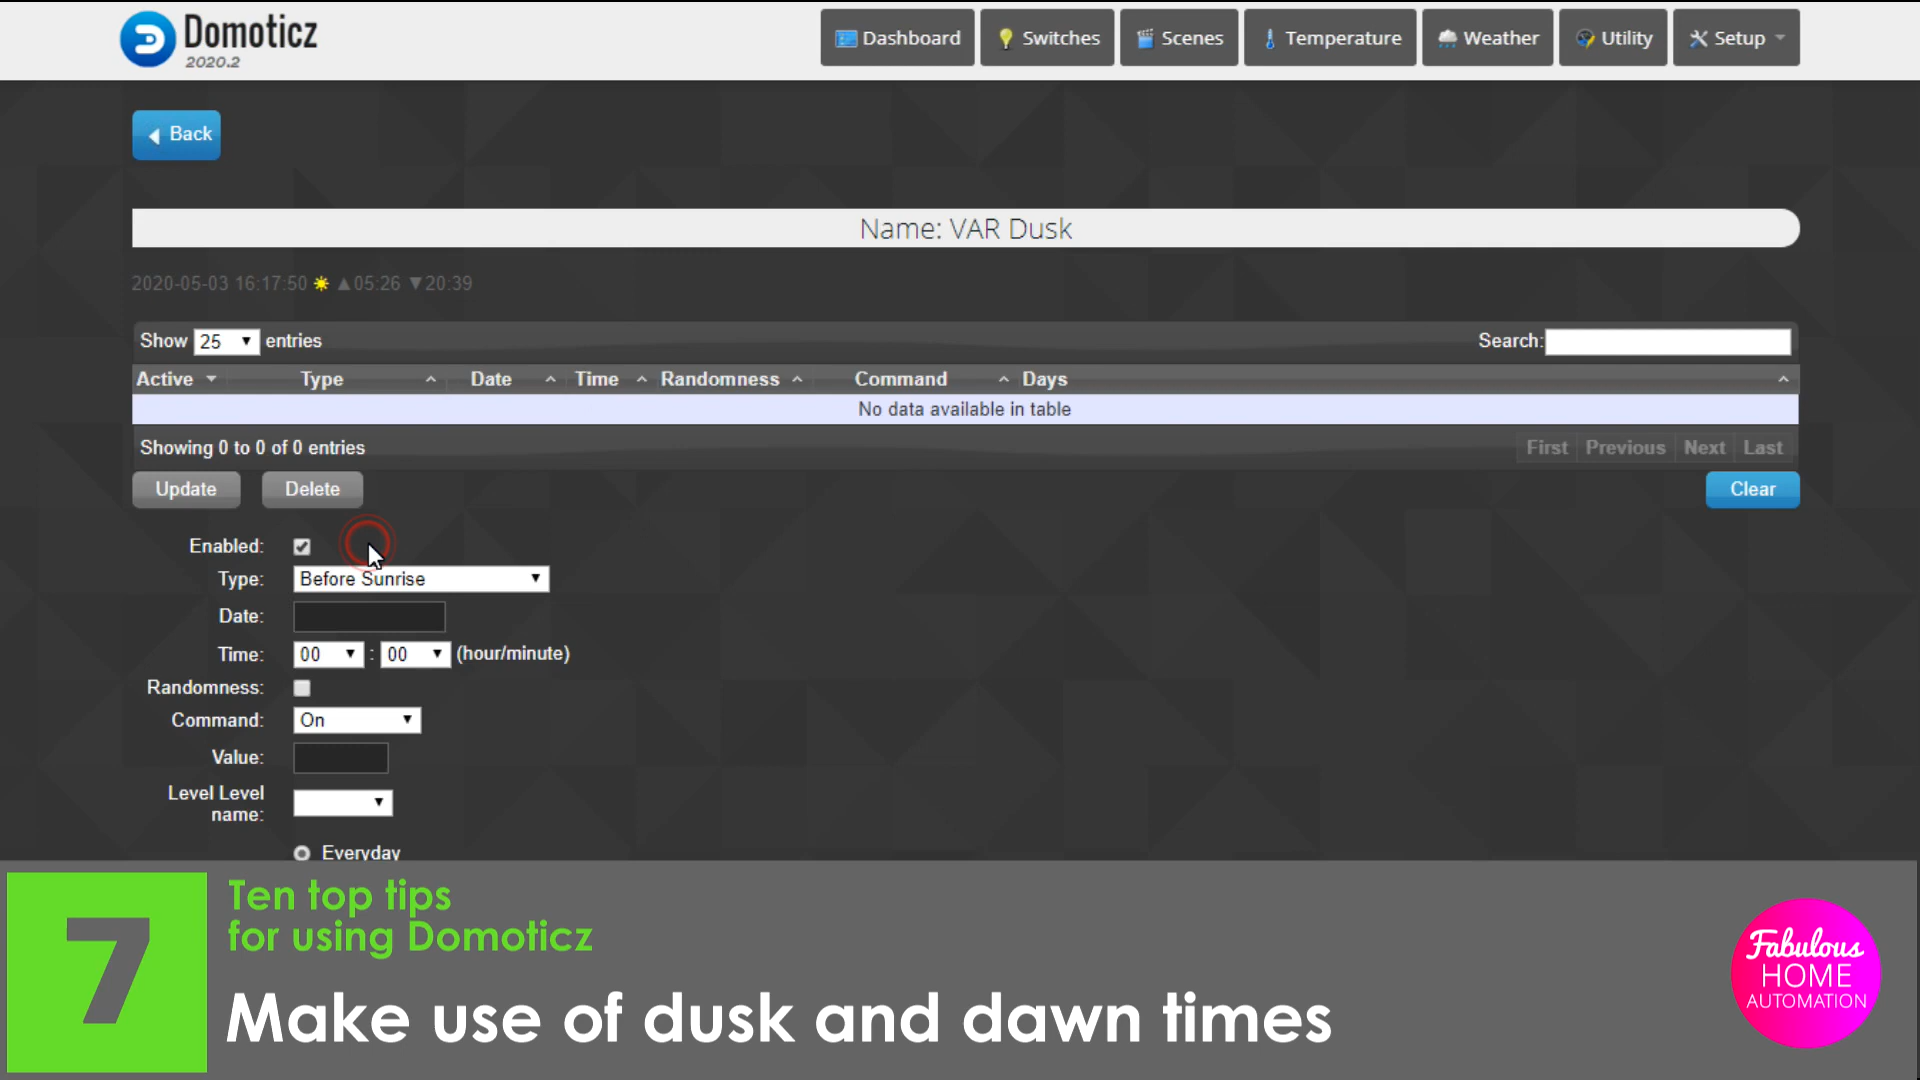 Domoticz
2020.2
Dashboard
Switches
Scenes
Temperature
Weather
Utility
Setup
Back
Name: VAR Dusk
2020-05-03 16:17:50 ☀ ▲05:26 ▼20:39
Show 25 entries
Search:
Active Type Date Time Randomness Command Days
No data available in table
Showing 0 to 0 of 0 entries
First Previous Next Last
Update Delete Clear
Enabled:
Type: Before Sunrise
Date:
Time: 00 : 00 (hour/minute)
Randomness:
Command: On
Value:
Level Level
name:
Everyday
7
Ten top tips
for using Domoticz
Make use of dusk and dawn times
Fabulous
HOME
AUTOMATION